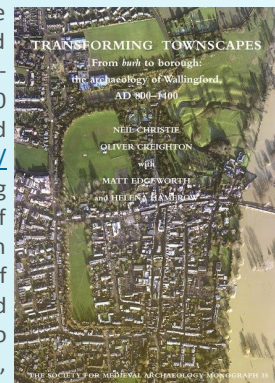 TRANSFORMING TOWNSCAPES
From burh to borough:
the archaeology of Wallingford,
AD 800–1400
NEIL CHRISTIE
OLIVER CREIGHTON
with
MATT EDGEWORTH
and HELENA HAMEROW
THE SOCIETY FOR MEDIEVAL ARCHAEOLOGY MONOGRAPH 35